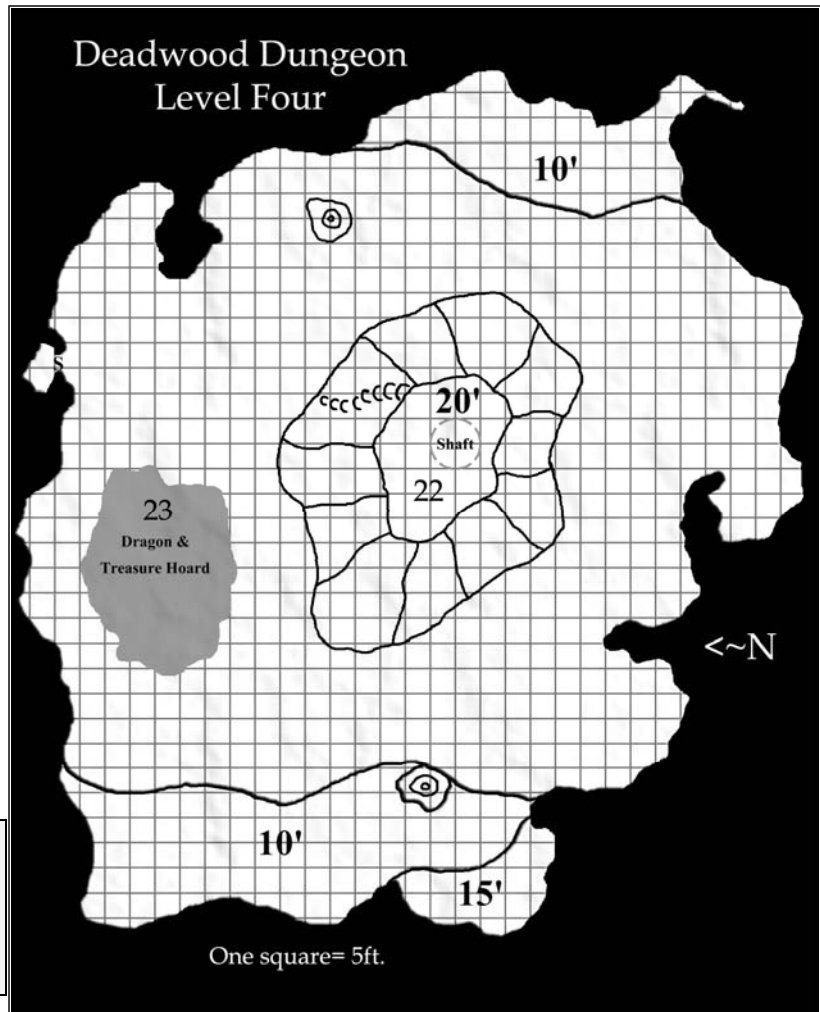 Deadwood Dungeon
Level Four
10'
S
20'
Shaft
22
23
Dragon &
Treasure Hoard
<~N
10'
15'
One square= 5ft.